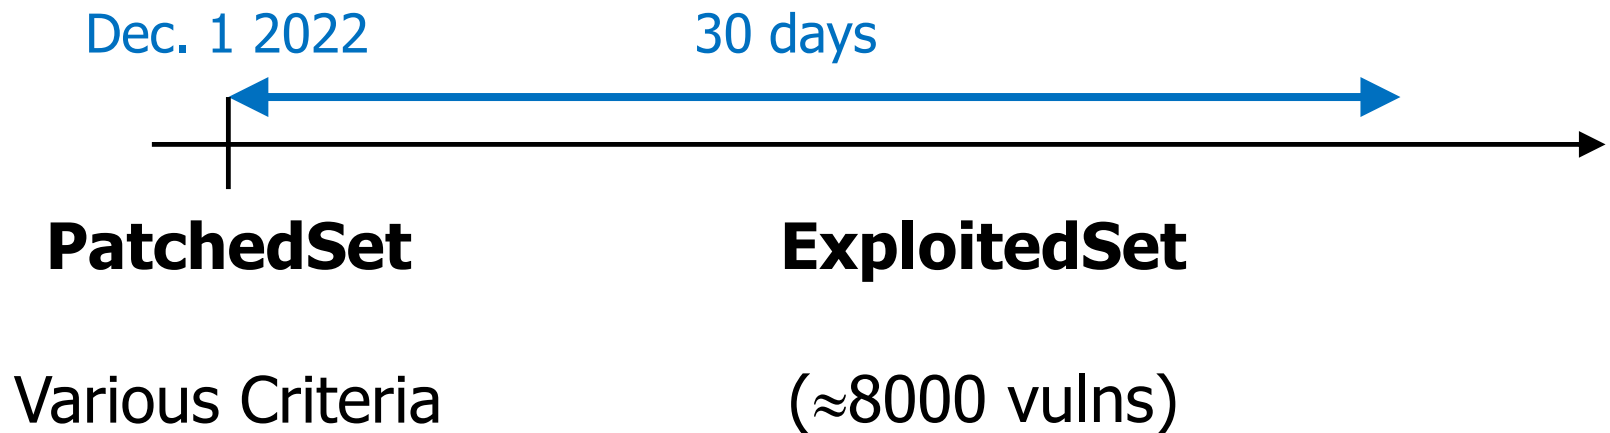 Dec. 1 2022
30 days
PatchedSet
ExploitedSet
Various Criteria
(≈8000 vulns)